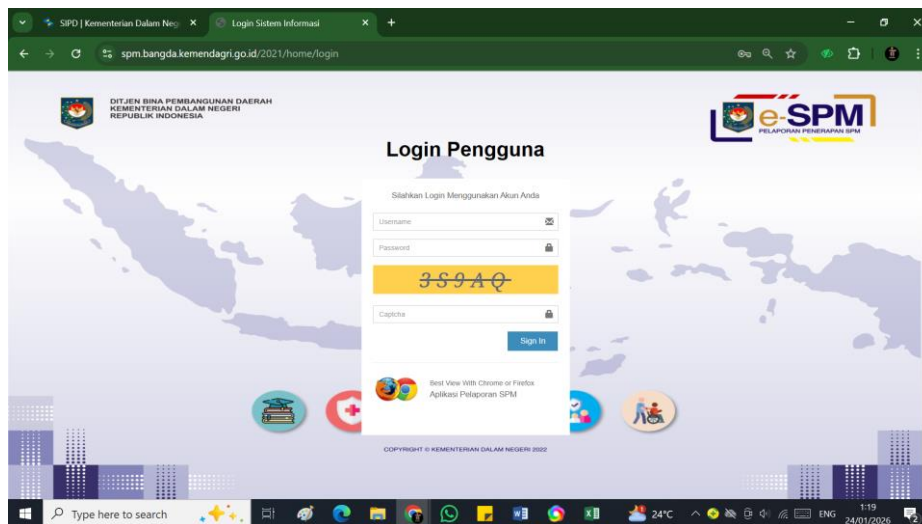 SIPD | Kementerian Dalam Neg
Login Sistem Informasi
spm.bangda.kemendagri.go.id/2021/home/login
DITJEN BINA PEMBANGUNAN DAERAH
KEMENTERIAN DALAM NEGERI
REPUBLIK INDONESIA
e-SPM
PELAPORAN PENERAPAN SPM
Login Pengguna
Silahkan Login Menggunakan Akun Anda
Username
Password
3S9AQ
Captcha
Sign In
Best View With Chrome or Firefox
Aplikasi Pelaporan SPM
COPYRIGHT © KEMENTERIAN DALAM NEGERI 2022
Type here to search
24°C
ENG
1:19
24/01/2026